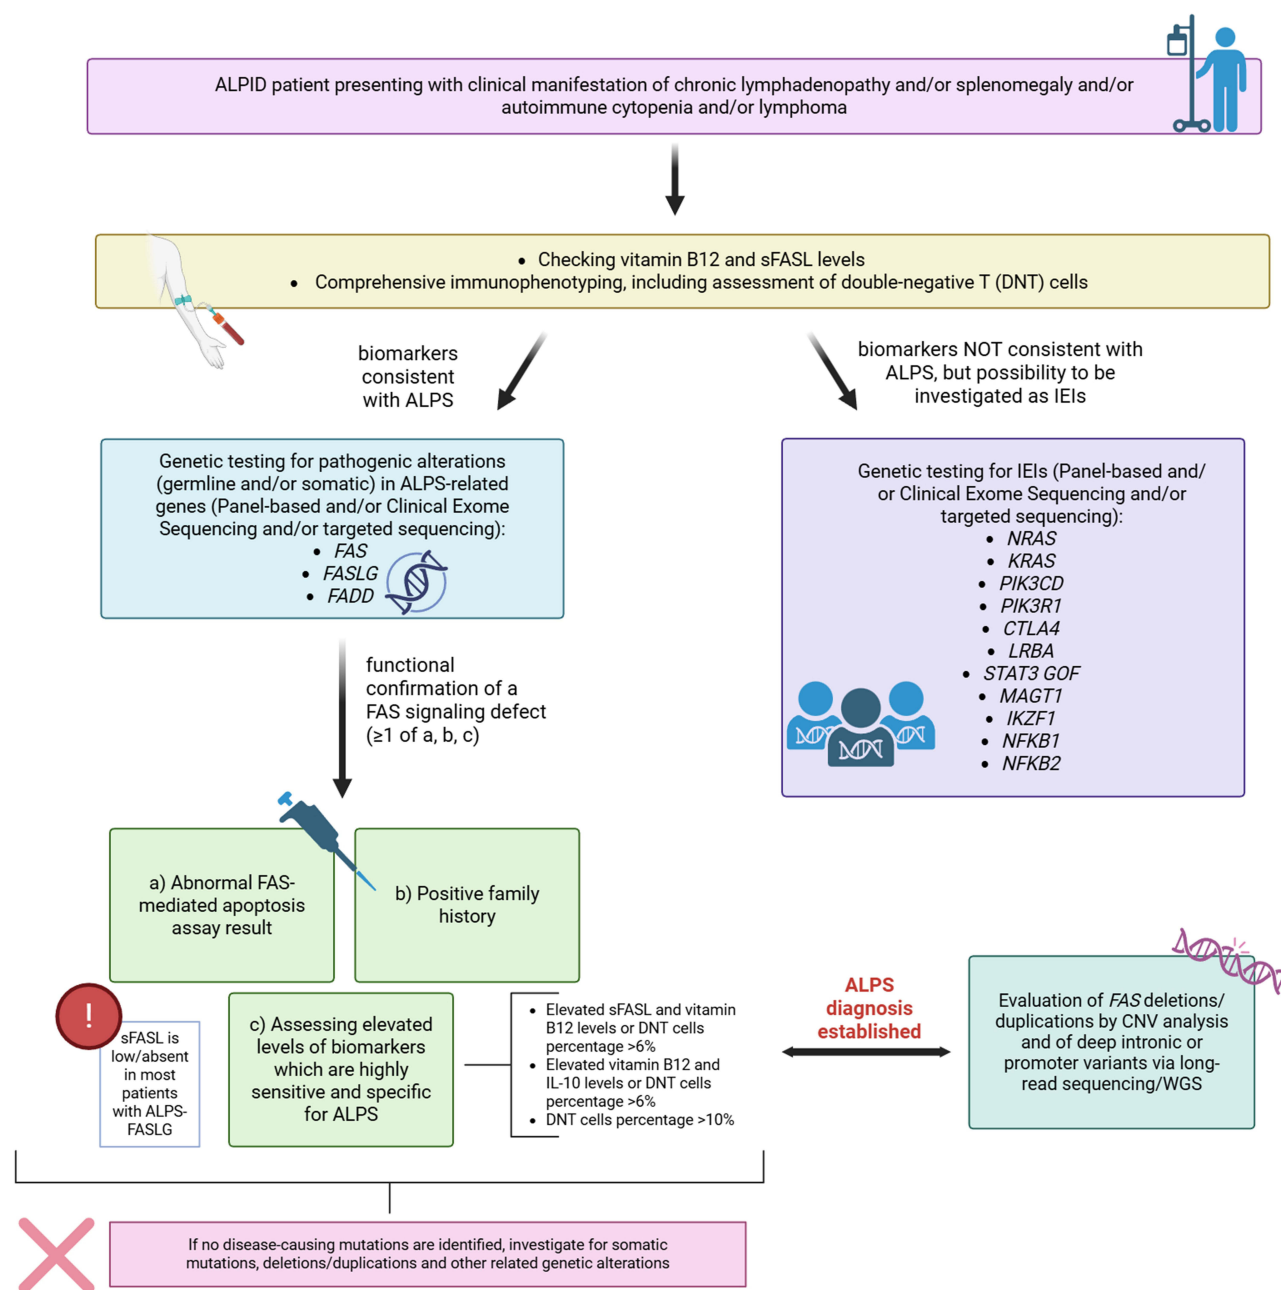 ALPID patient presenting with clinical manifestation of chronic lymphadenopathy and/or splenomegaly and/or
autoimmune cytopenia and/or lymphoma
• Checking vitamin B12 and sFASL levels
• Comprehensive immunophenotyping, including assessment of double-negative T (DNT) cells
biomarkers
consistent
with ALPS
biomarkers NOT consistent with
ALPS, but possibility to be
investigated as IEIs
Genetic testing for pathogenic alterations
(germline and/or somatic) in ALPS-related
genes (Panel-based and/or Clinical Exome
Sequencing and/or targeted sequencing):
• FAS
• FASLG
• FADD
Genetic testing for IEIs (Panel-based and/
or Clinical Exome Sequencing and/or
targeted sequencing):
• NRAS
• KRAS
• PIK3CD
• PIK3R1
• CTLA4
• LRBA
• STAT3 GOF
• MAGT1
• IKZF1
• NFKB1
• NFKB2
functional
confirmation of a
FAS signaling defect
(≥1 of a, b, c)
a) Abnormal FAS-
mediated apoptosis
assay result
b) Positive family
history
!
sFASL is
low/absent
in most
patients
with ALPS-
FASLG
c) Assessing elevated
levels of biomarkers
which are highly
sensitive and specific
for ALPS
• Elevated sFASL and vitamin
B12 levels or DNT cells
percentage >6%
• Elevated vitamin B12 and
IL-10 levels or DNT cells
percentage >6%
• DNT cells percentage >10%
ALPS
diagnosis
established
Evaluation of FAS deletions/
duplications by CNV analysis
and of deep intronic or
promoter variants via long-
read sequencing/WGS
If no disease-causing mutations are identified, investigate for somatic
mutations, deletions/duplications and other related genetic alterations